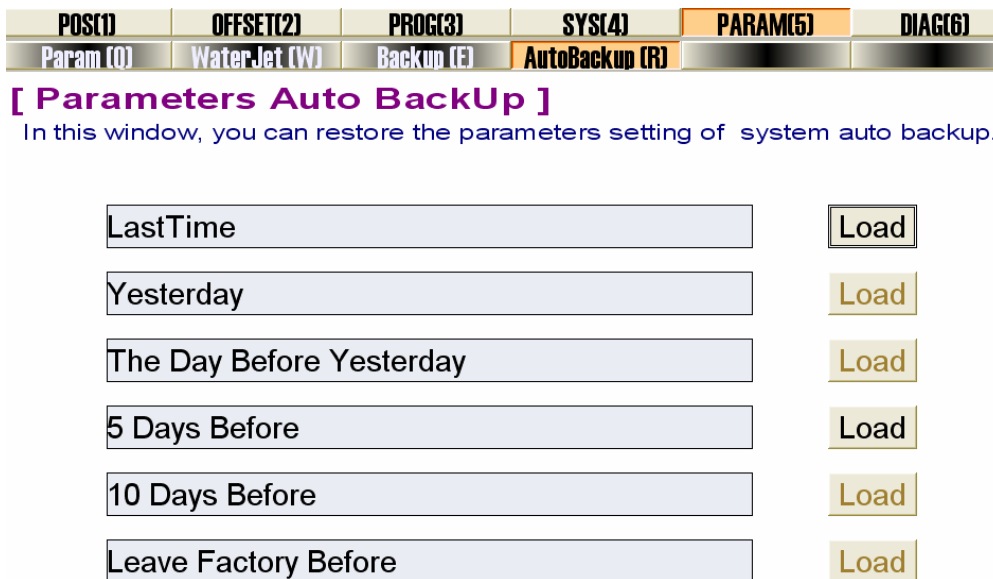 POS(1) OFFSET(2) PROG(3) SYS(4) PARAM(5) DIAG(6)
Param (Q) WaterJet (W) Backup (E) AutoBackup (R)
[ Parameters Auto BackUp ]
In this window, you can restore the parameters setting of system auto backup.
LastTime Load
Yesterday Load
The Day Before Yesterday Load
5 Days Before Load
10 Days Before Load
Leave Factory Before Load